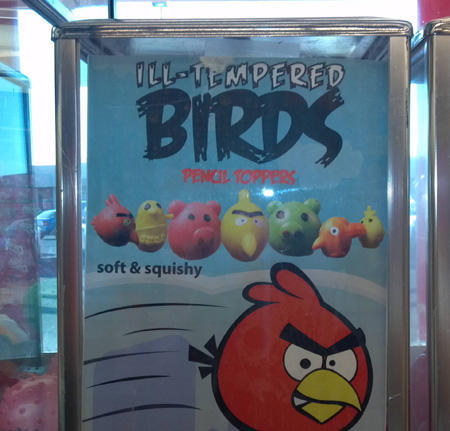 ILL-TEMPERED
BIRDS
PENCIL TOPPERS
soft & squishy